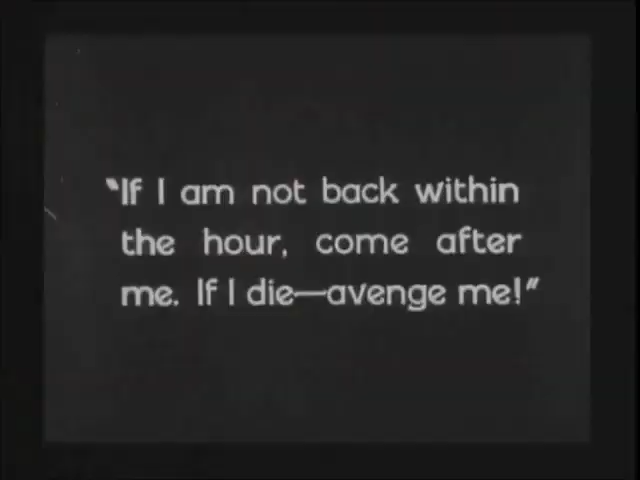 "If I am not back within
the hour, come after
me. If I die—avenge me!"